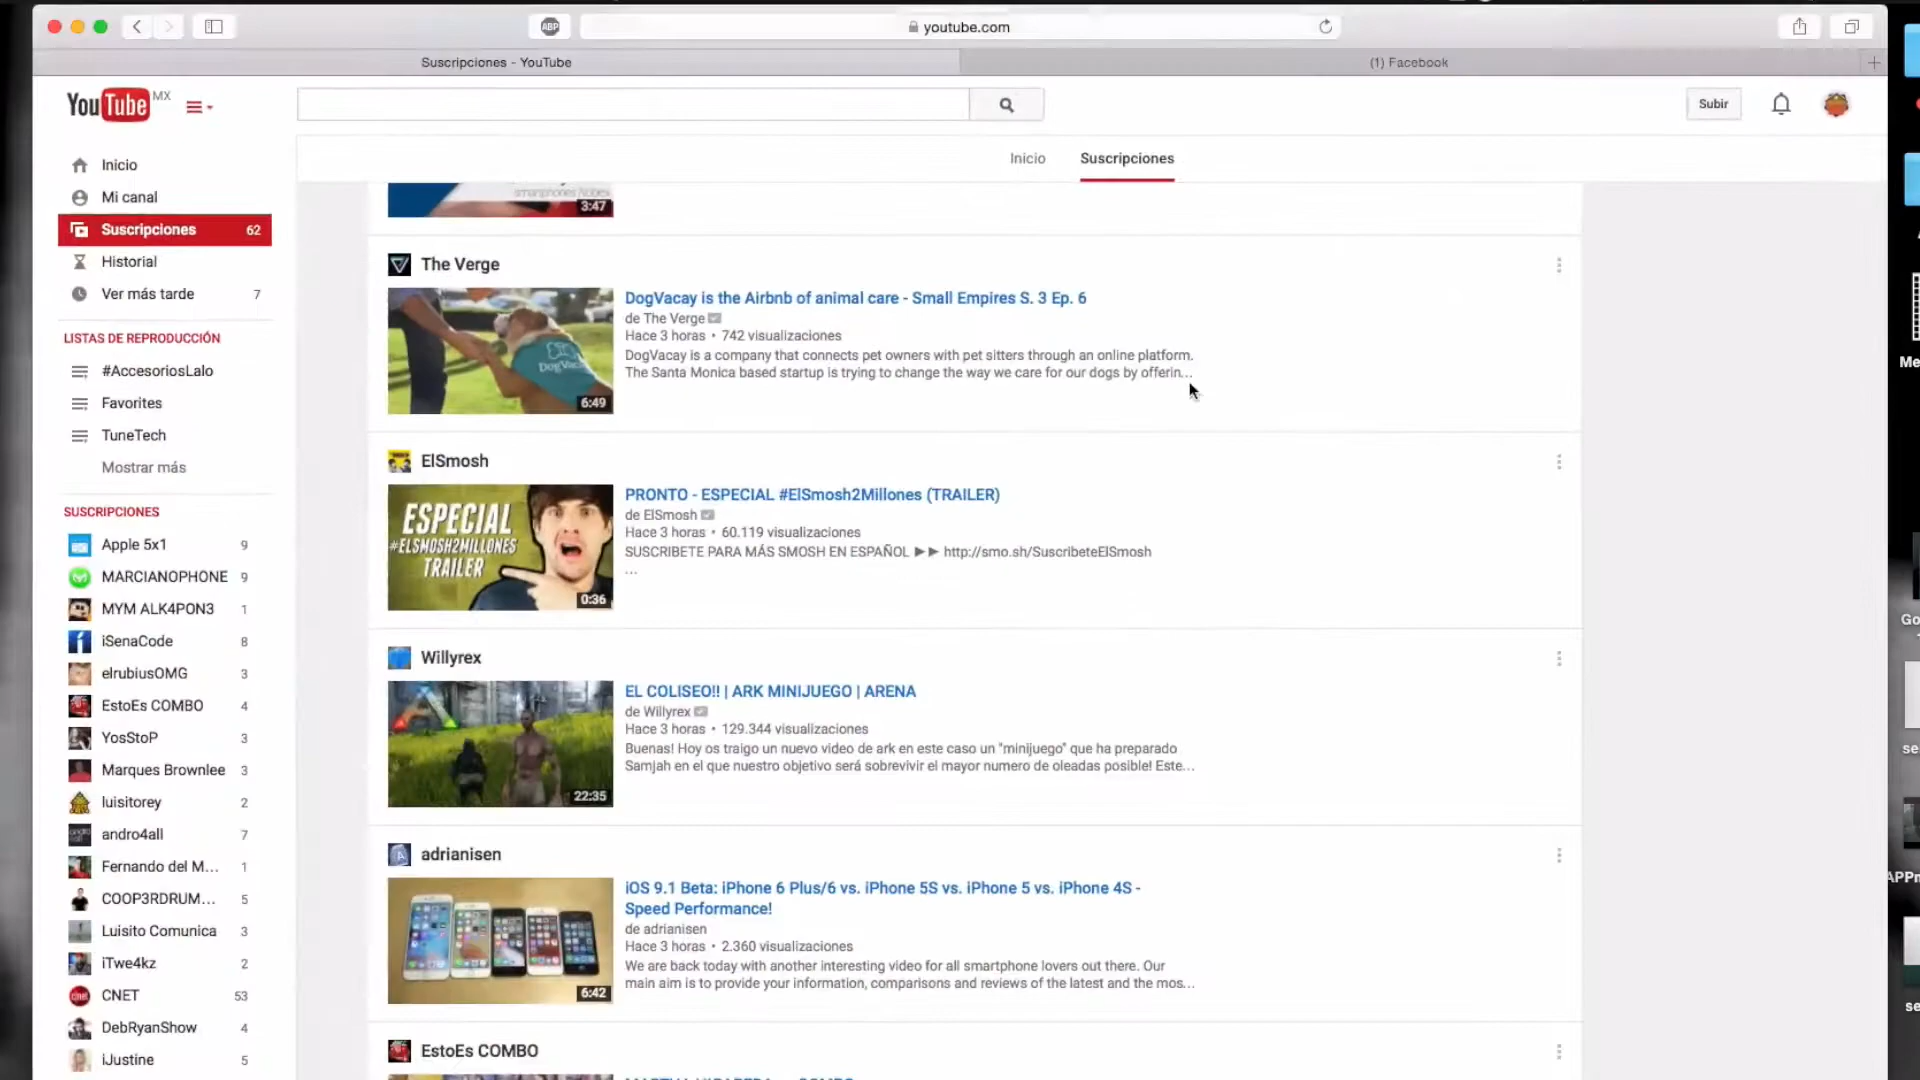 ABP
youtube.com
Suscripciones - YouTube
(1) Facebook
YouTube MX
Subir
Inicio
Suscripciones
Inicio
Mi canal
Suscripciones 62
Historial
Ver más tarde 7
LISTAS DE REPRODUCCIÓN
#AccesoriosLalo
Favorites
TuneTech
Mostrar más
SUSCRIPCIONES
Apple 5x1 9
MARCIANOPHONE 9
MYM ALK4PON3 1
iSenaCode 8
elrubiusOMG 3
EstoEs COMBO 4
YosStoP 3
Marques Brownlee 3
luisitorey 2
andro4all 7
Fernando del M... 1
COOP3RDRUM... 5
Luisito Comunica 3
iTwe4kz 2
CNET 53
DebRyanShow 4
iJustine 5
3:47
The Verge
DogVacay is the Airbnb of animal care - Small Empires S. 3 Ep. 6
de The Verge
Hace 3 horas • 742 visualizaciones
DogVacay is a company that connects pet owners with pet sitters through an online platform.
The Santa Monica based startup is trying to change the way we care for our dogs by offerin...
6:49
ElSmosh
PRONTO - ESPECIAL #ElSmosh2Millones (TRAILER)
de ElSmosh
Hace 3 horas • 60.119 visualizaciones
SUSCRIBETE PARA MÁS SMOSH EN ESPAÑOL ►► http://smo.sh/SuscribeteElSmosh
...
ESPECIAL
#ELSMOSH2MILLONES
TRAILER
0:36
Willyrex
EL COLISEO!! | ARK MINIJUEGO | ARENA
de Willyrex
Hace 3 horas • 129.344 visualizaciones
Buenas! Hoy os traigo un nuevo video de ark en este caso un "minijuego" que ha preparado
Samjah en el que nuestro objetivo será sobrevivir el mayor numero de oleadas posible! Este...
22:35
adrianisen
iOS 9.1 Beta: iPhone 6 Plus/6 vs. iPhone 5S vs. iPhone 5 vs. iPhone 4S -
Speed Performance!
de adrianisen
Hace 3 horas • 2.360 visualizaciones
We are back today with another interesting video for all smartphone lovers out there. Our
main aim is to provide your information, comparisons and reviews of the latest and the mos...
6:42
EstoEs COMBO
Me
Go
se
APPm
se